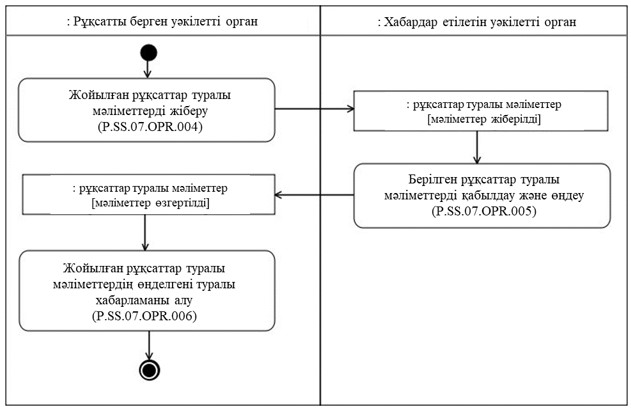 : Рұқсатты берген уәкілетті орган
: Хабардар етілетін уәкілетті орган
Жойылған рұқсаттар туралы
мәліметтерді жіберу
(P.SS.07.OPR.004)
: рұқсаттар туралы мәліметтер
[мәліметтер жіберілді]
Берілген рұқсаттар туралы
мәліметтерді қабылдау және өңдеу
(P.SS.07.OPR.005)
: рұқсаттар туралы мәліметтер
[мәліметтер өзгертілді]
Жойылған рұқсаттар туралы
мәліметтердің өңделгені туралы
хабарламаны алу
(P.SS.07.OPR.006)